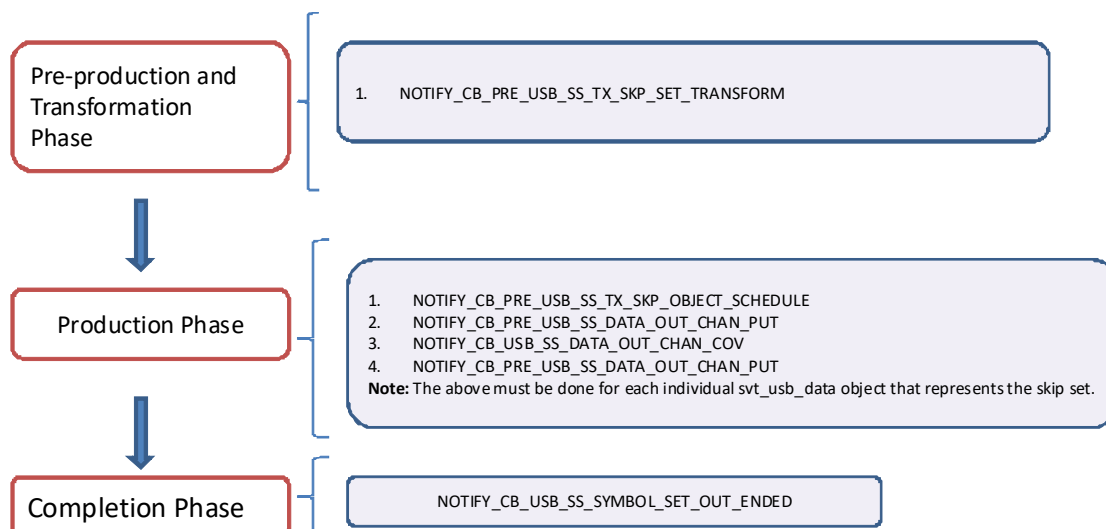 Pre-production and
Transformation
Phase
1. NOTIFY_CB_PRE_USB_SS_TX_SKP_SET_TRANSFORM
Production Phase
1. NOTIFY_CB_PRE_USB_SS_TX_SKP_OBJECT_SCHEDULE
2. NOTIFY_CB_PRE_USB_SS_DATA_OUT_CHAN_PUT
3. NOTIFY_CB_USB_SS_DATA_OUT_CHAN_COV
4. NOTIFY_CB_PRE_USB_SS_DATA_OUT_CHAN_PUT
Note: The above must be done for each individual svt_usb_data object that represents the skip set.
Completion Phase
NOTIFY_CB_USB_SS_SYMBOL_SET_OUT_ENDED